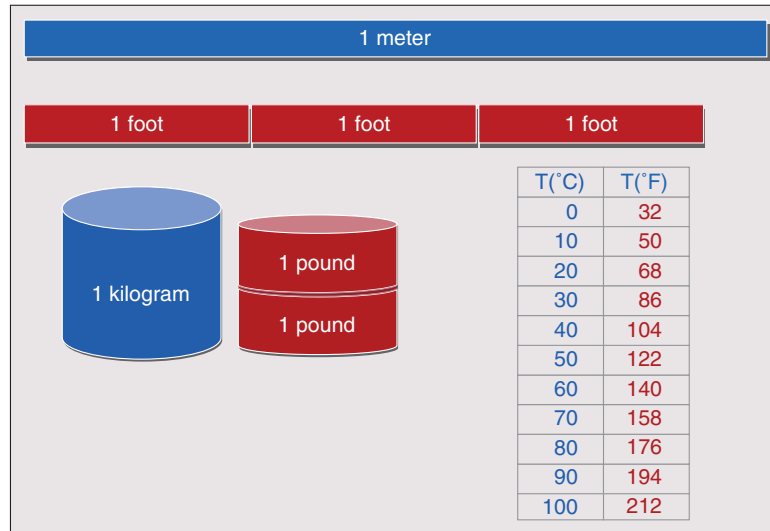 1 meter
1 foot 1 foot 1 foot
1 kilogram
1 pound
1 pound
T(˚C) T(˚F)
0 32
10 50
20 68
30 86
40 104
50 122
60 140
70 158
80 176
90 194
100 212